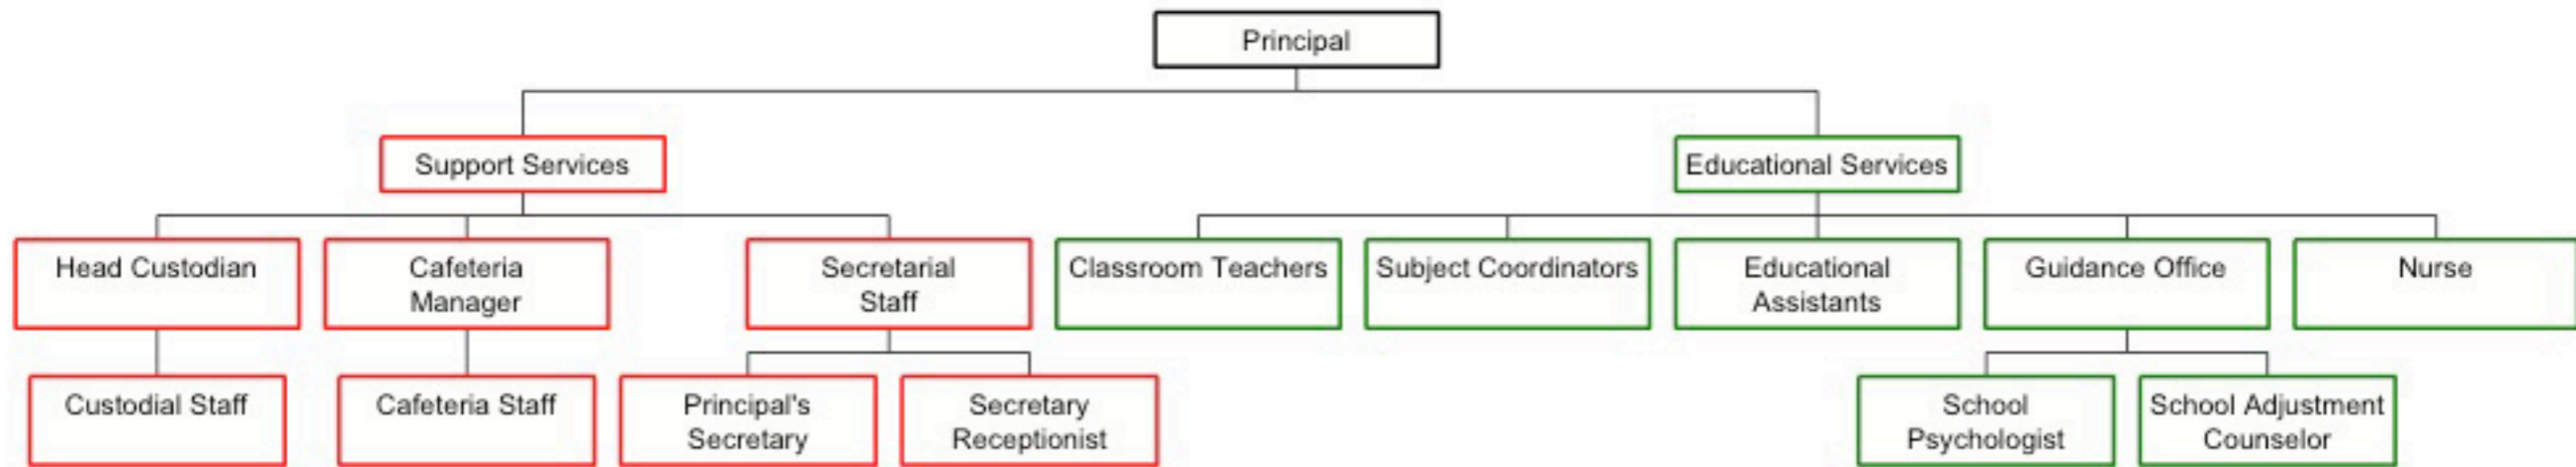 Principal
Support Services
Educational Services
Head Custodian
Cafeteria
Manager
Secretarial
Staff
Classroom Teachers
Subject Coordinators
Educational
Assistants
Guidance Office
Nurse
Custodial Staff
Cafeteria Staff
Principal's
Secretary
Secretary
Receptionist
School
Psychologist
School Adjustment
Counselor